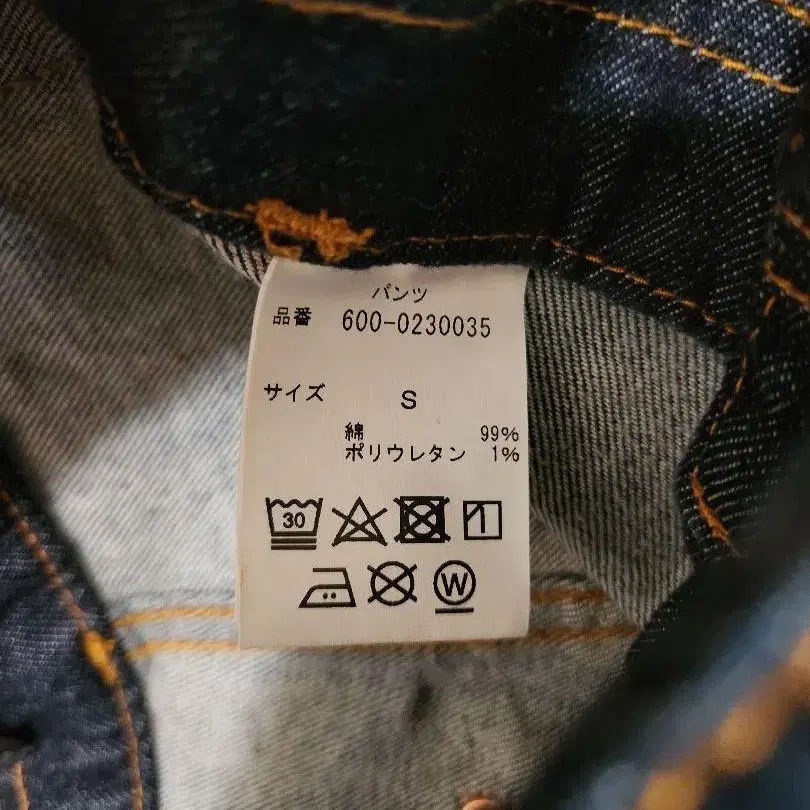 パンツ
品番 600-0230035
サイズ S
綿 99%
ポリウレタン 1%
30
W